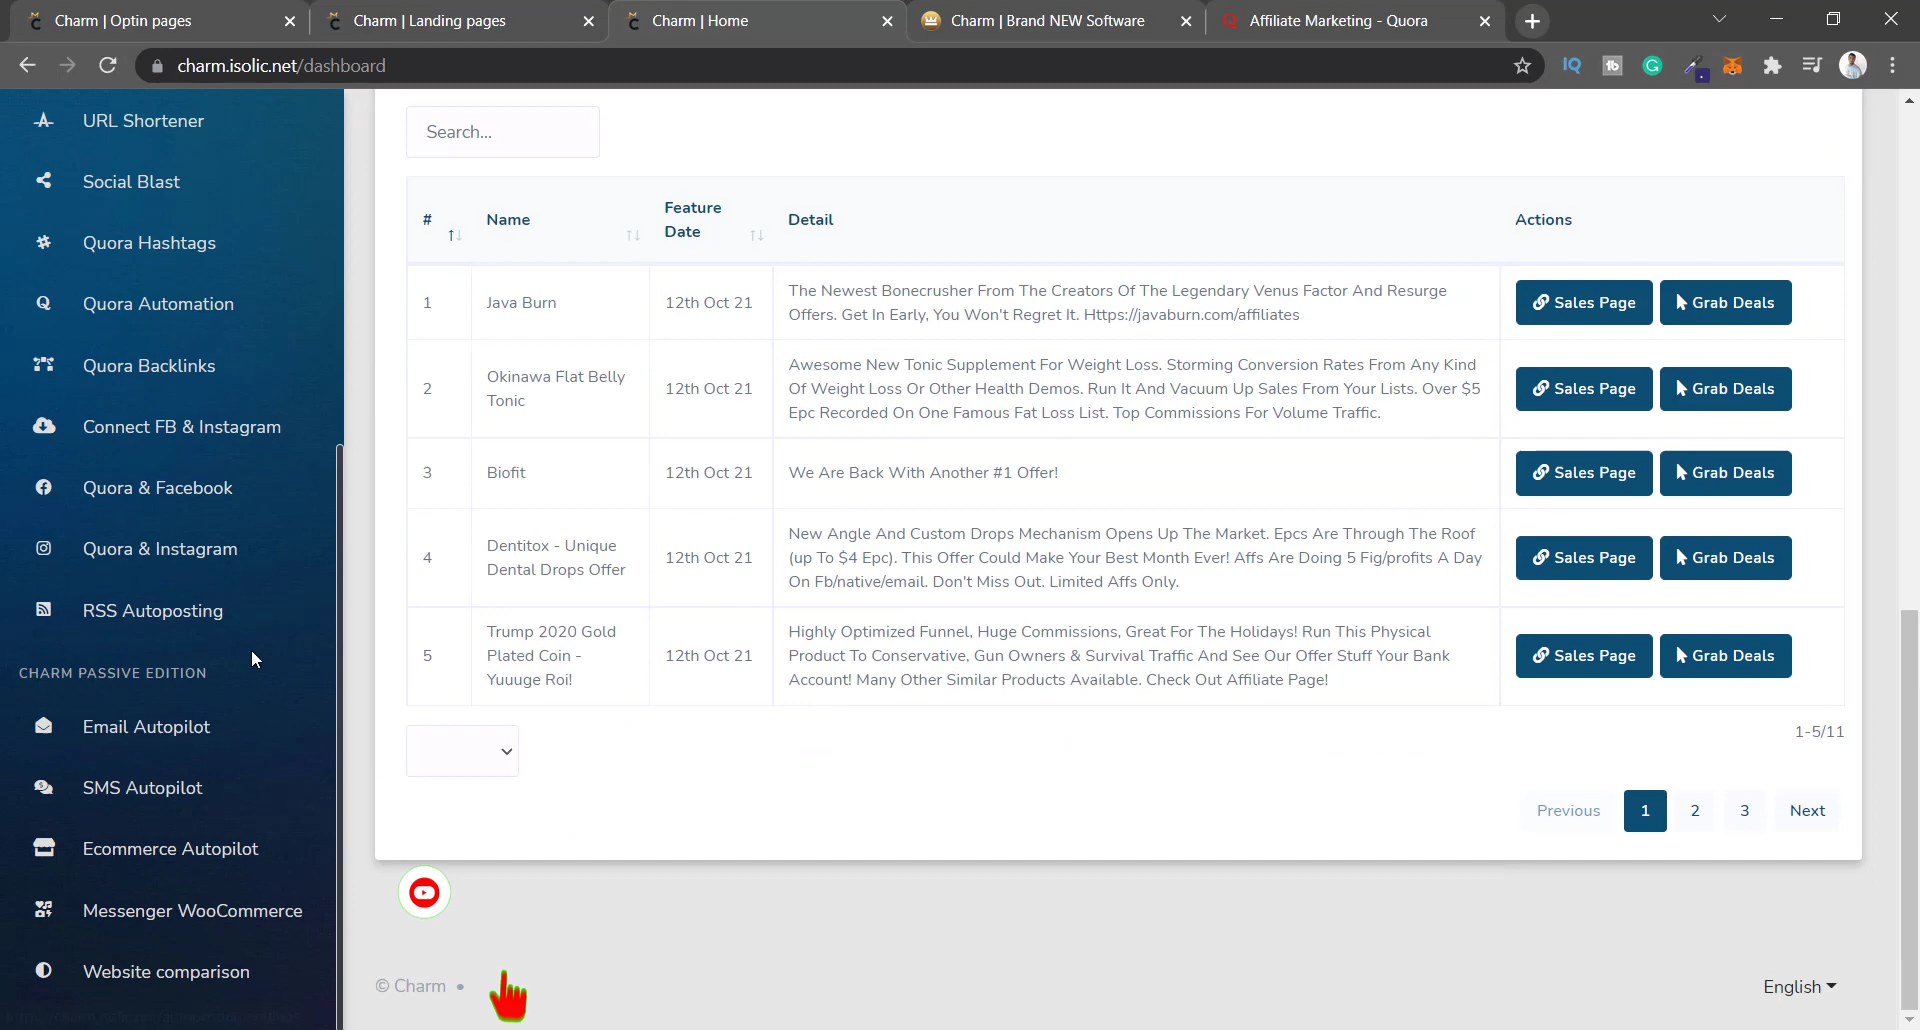 Charm | Optin pages
Charm | Landing pages
Charm | Home
Charm | Brand NEW Software
Affiliate Marketing - Quora
charm.isolic.net/dashboard
URL Shortener
Social Blast
Quora Hashtags
Quora Automation
Quora Backlinks
Connect FB & Instagram
Quora & Facebook
Quora & Instagram
RSS Autoposting
CHARM PASSIVE EDITION
Email Autopilot
SMS Autopilot
Ecommerce Autopilot
Messenger WooCommerce
Website comparison
Search...
# Name Feature Date Detail Actions
1 Java Burn 12th Oct 21
The Newest Bonecrusher From The Creators Of The Legendary Venus Factor And Resurge
Offers. Get In Early, You Won't Regret It. Https://javaburn.com/affiliates
Sales Page Grab Deals
2 Okinawa Flat Belly
Tonic
12th Oct 21
Awesome New Tonic Supplement For Weight Loss. Storming Conversion Rates From Any Kind
Of Weight Loss Or Other Health Demos. Run It And Vacuum Up Sales From Your Lists. Over $5
Epc Recorded On One Famous Fat Loss List. Top Commissions For Volume Traffic.
Sales Page Grab Deals
3 Biofit 12th Oct 21 We Are Back With Another #1 Offer! Sales Page Grab Deals
4 Dentitox - Unique
Dental Drops Offer
12th Oct 21
New Angle And Custom Drops Mechanism Opens Up The Market. Epcs Are Through The Roof
(up To $4 Epc). This Offer Could Make Your Best Month Ever! Affs Are Doing 5 Fig/profits A Day
On Fb/native/email. Don't Miss Out. Limited Affs Only.
Sales Page Grab Deals
5 Trump 2020 Gold
Plated Coin -
Yuuuge Roi!
12th Oct 21
Highly Optimized Funnel, Huge Commissions, Great For The Holidays! Run This Physical
Product To Conservative, Gun Owners & Survival Traffic And See Our Offer Stuff Your Bank
Account! Many Other Similar Products Available. Check Out Affiliate Page!
Sales Page Grab Deals
1-5/11
Previous 1 2 3 Next
© Charm •
English